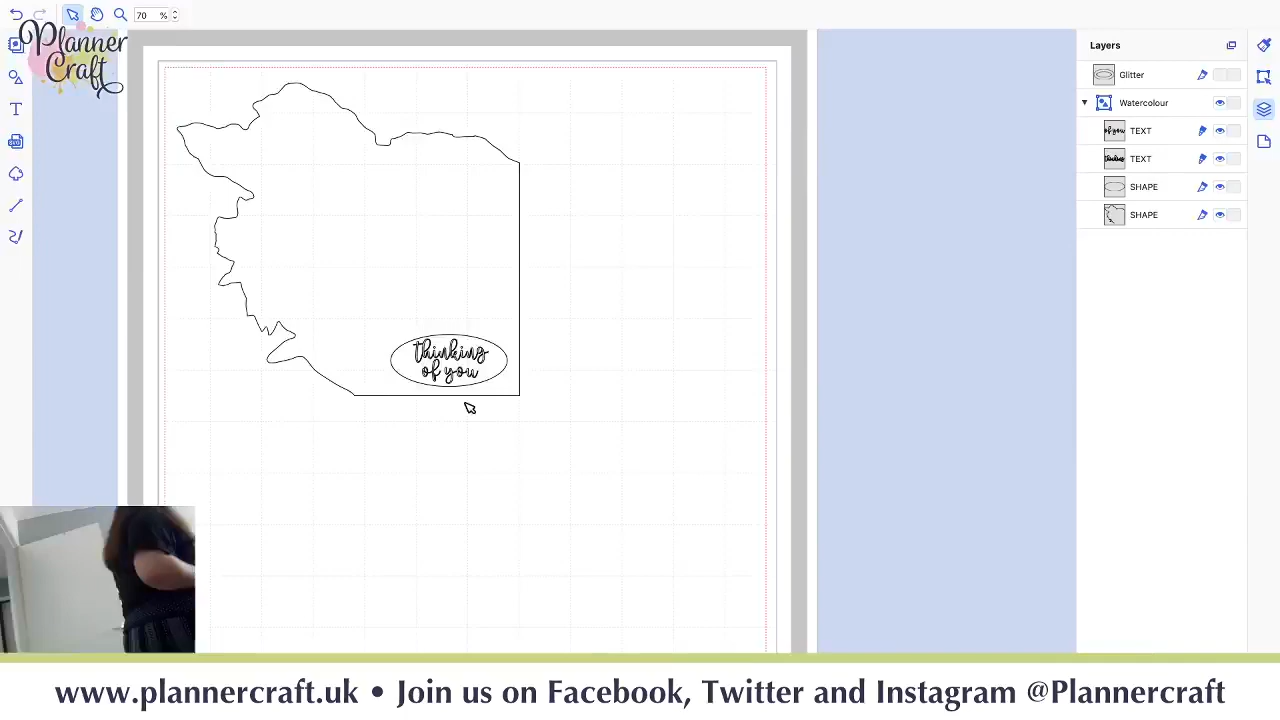 70 %
Planner
Craft
Layers
Glitter
Watercolour
TEXT
TEXT
SHAPE
SHAPE
thinking
of you
www.plannercraft.uk • Join us on Facebook, Twitter and Instagram @Plannercraft